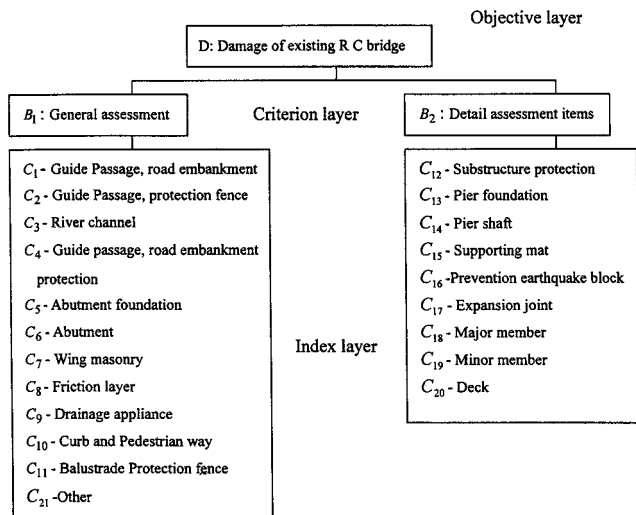 Objective layer
D: Damage of existing R C bridge
B1 : General assessment
Criterion layer
B2 : Detail assessment items
C1 - Guide Passage, road embankment
C2 - Guide Passage, protection fence
C3 - River channel
C4 - Guide passage, road embankment
protection
C5 - Abutment foundation
C6 - Abutment
C7 - Wing masonry
C8 - Friction layer
C9 - Drainage appliance
C10 - Curb and Pedestrian way
C11 - Balustrade Protection fence
C21 -Other
Index layer
C12 - Substructure protection
C13 - Pier foundation
C14 - Pier shaft
C15 - Supporting mat
C16 -Prevention earthquake block
C17 - Expansion joint
C18 - Major member
C19 - Minor member
C20 - Deck